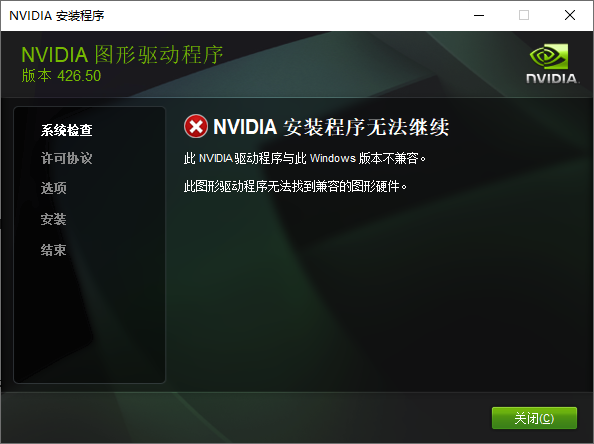 NVIDIA 安装程序
NVIDIA 图形驱动程序
版本 426.50
NVIDIA.
系统检查
许可协议
选项
安装
结束
NVIDIA 安装程序无法继续
此 NVIDIA 驱动程序与此 Windows 版本不兼容。
此图形驱动程序无法找到兼容的图形硬件。
关闭(C)